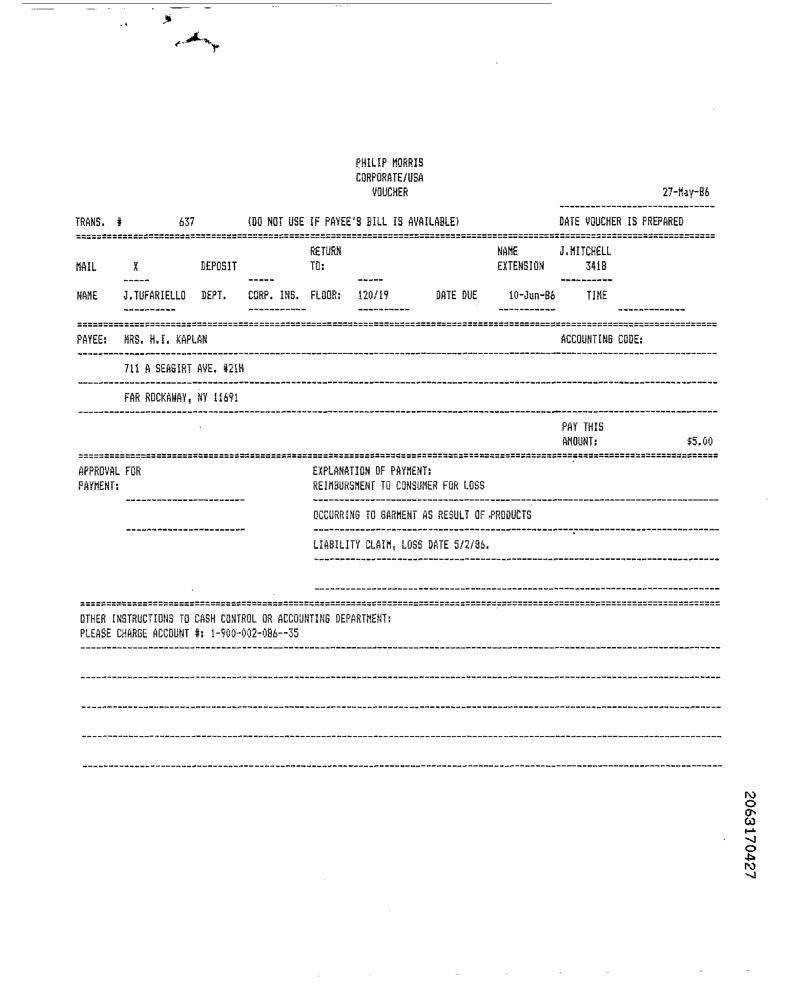 PHILIP MORRIS
CORPORATE/USA
VOUCHER 27-May-86
TRANS. # 637 (DO NOT USE IF PAYEE'S BILL IS AVAILABLE) DATE VOUCHER IS PREPARED
RETURN NAME J.MITCHELL
MAIL X DEPOSIT TO: EXTENSION 3418
NAME J.TUFARIELLO DEPT. CORP. INS. FLOOR: 120/19 DATE DUE 10-Jun-86 TIME
PAYEE: MRS. H.I. KAPLAN ACCOUNTING CODE:
711 A SEAGIRT AVE. #21H
FAR ROCKAWAY, NY 11691
PAY THIS
AMOUNT: $5.00
APPROVAL FOR EXPLANATION OF PAYMENT:
PAYMENT: REIMBURSMENT TO CONSUMER FOR LOSS
OCCURRING TO GARMENT AS RESULT OF PRODUCTS
LIABILITY CLAIM, LOSS DATE 5/2/86.
OTHER INSTRUCTIONS TO CASH CONTROL OR ACCOUNTING DEPARTMENT:
PLEASE CHARGE ACCOUNT #: 1-900-002-086--35
2063170427